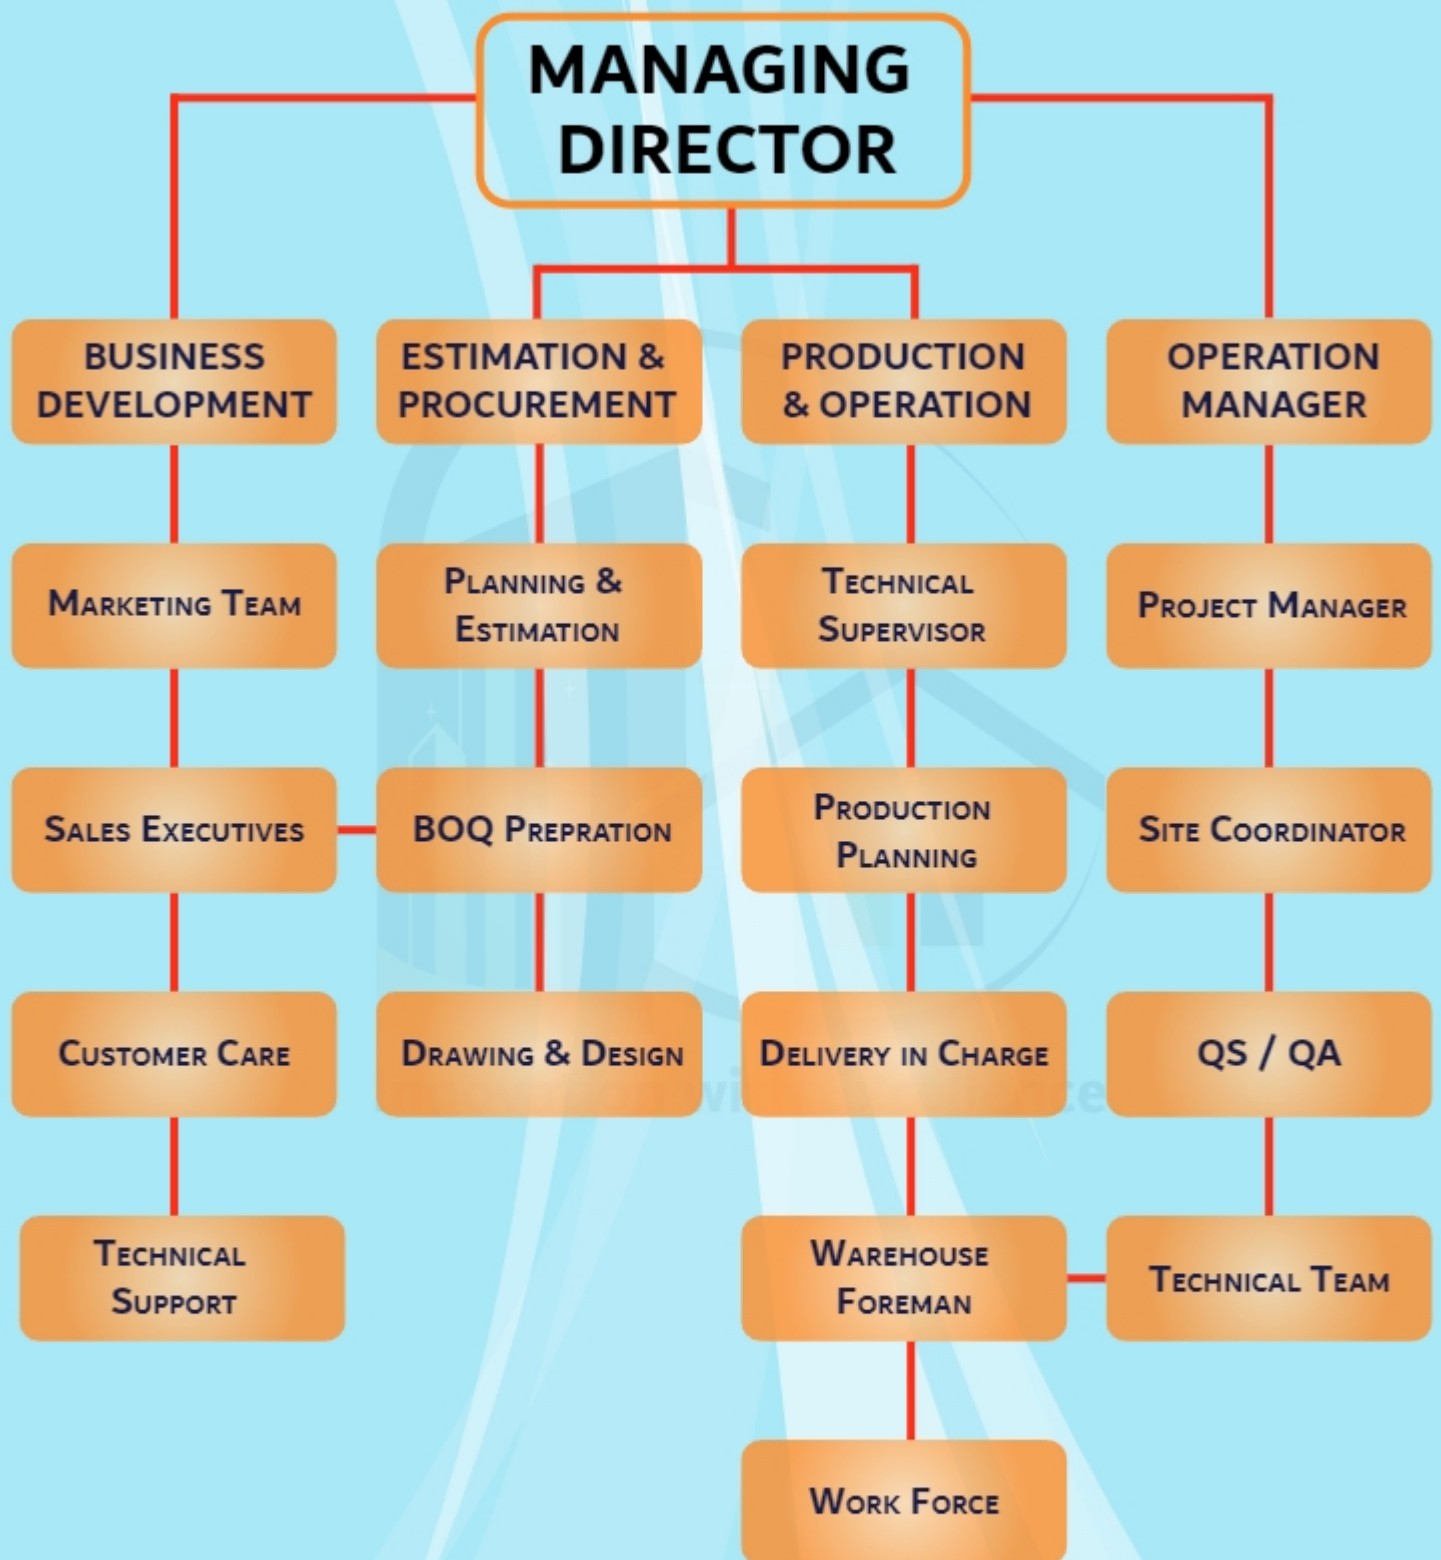 MANAGING
DIRECTOR
BUSINESS
DEVELOPMENT
ESTIMATION &
PROCUREMENT
PRODUCTION
& OPERATION
OPERATION
MANAGER
MARKETING TEAM
PLANNING &
ESTIMATION
TECHNICAL
SUPERVISOR
PROJECT MANAGER
SALES EXECUTIVES
BOQ PREPRATION
PRODUCTION
PLANNING
SITE COORDINATOR
CUSTOMER CARE
DRAWING & DESIGN
DELIVERY IN CHARGE
QS / QA
TECHNICAL
SUPPORT
WAREHOUSE
FOREMAN
TECHNICAL TEAM
WORK FORCE